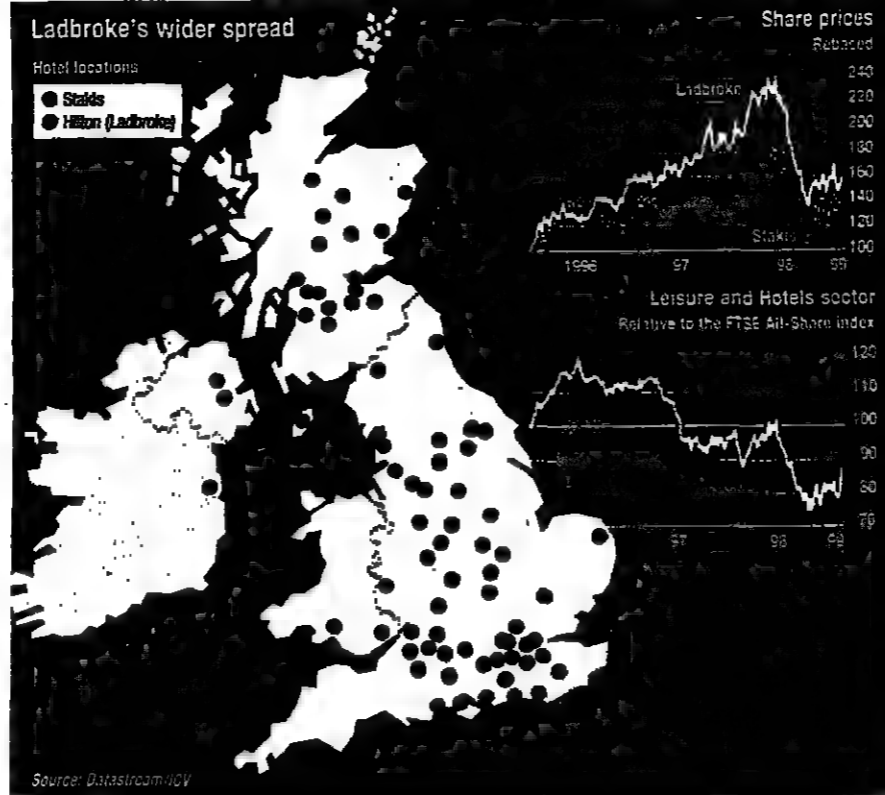 Ladbroke's wider spread
Hotel locations
Stakis
Hilton (Ladbroke)
Share prices
Rebased
Ladbroke
240
220
200
180
160
140
120
100
Stakis
1996
97
98
99
Leisure and Hotels sector
Relative to the FTSE All-Share index
120
110
100
90
80
70
97
98
99
Source: Datastream/ICV